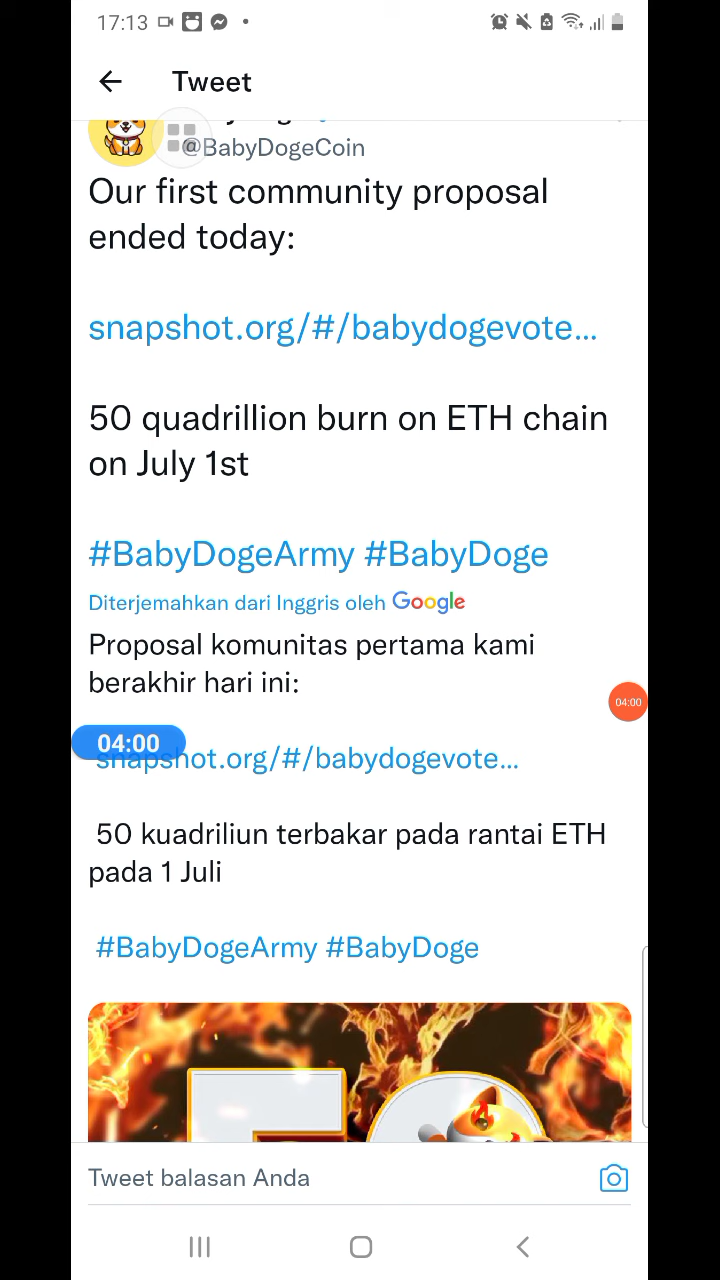 17:13
Tweet
@BabyDogeCoin
Our first community proposal
ended today:
snapshot.org/#/babydogevote...
50 quadrillion burn on ETH chain
on July 1st
#BabyDogeArmy #BabyDoge
Diterjemahkan dari Inggris oleh Google
Proposal komunitas pertama kami
berakhir hari ini:
04:00
04:00
snapshot.org/#/babydogevote...
50 kuadriliun terbakar pada rantai ETH
pada 1 Juli
#BabyDogeArmy #BabyDoge
Tweet balasan Anda